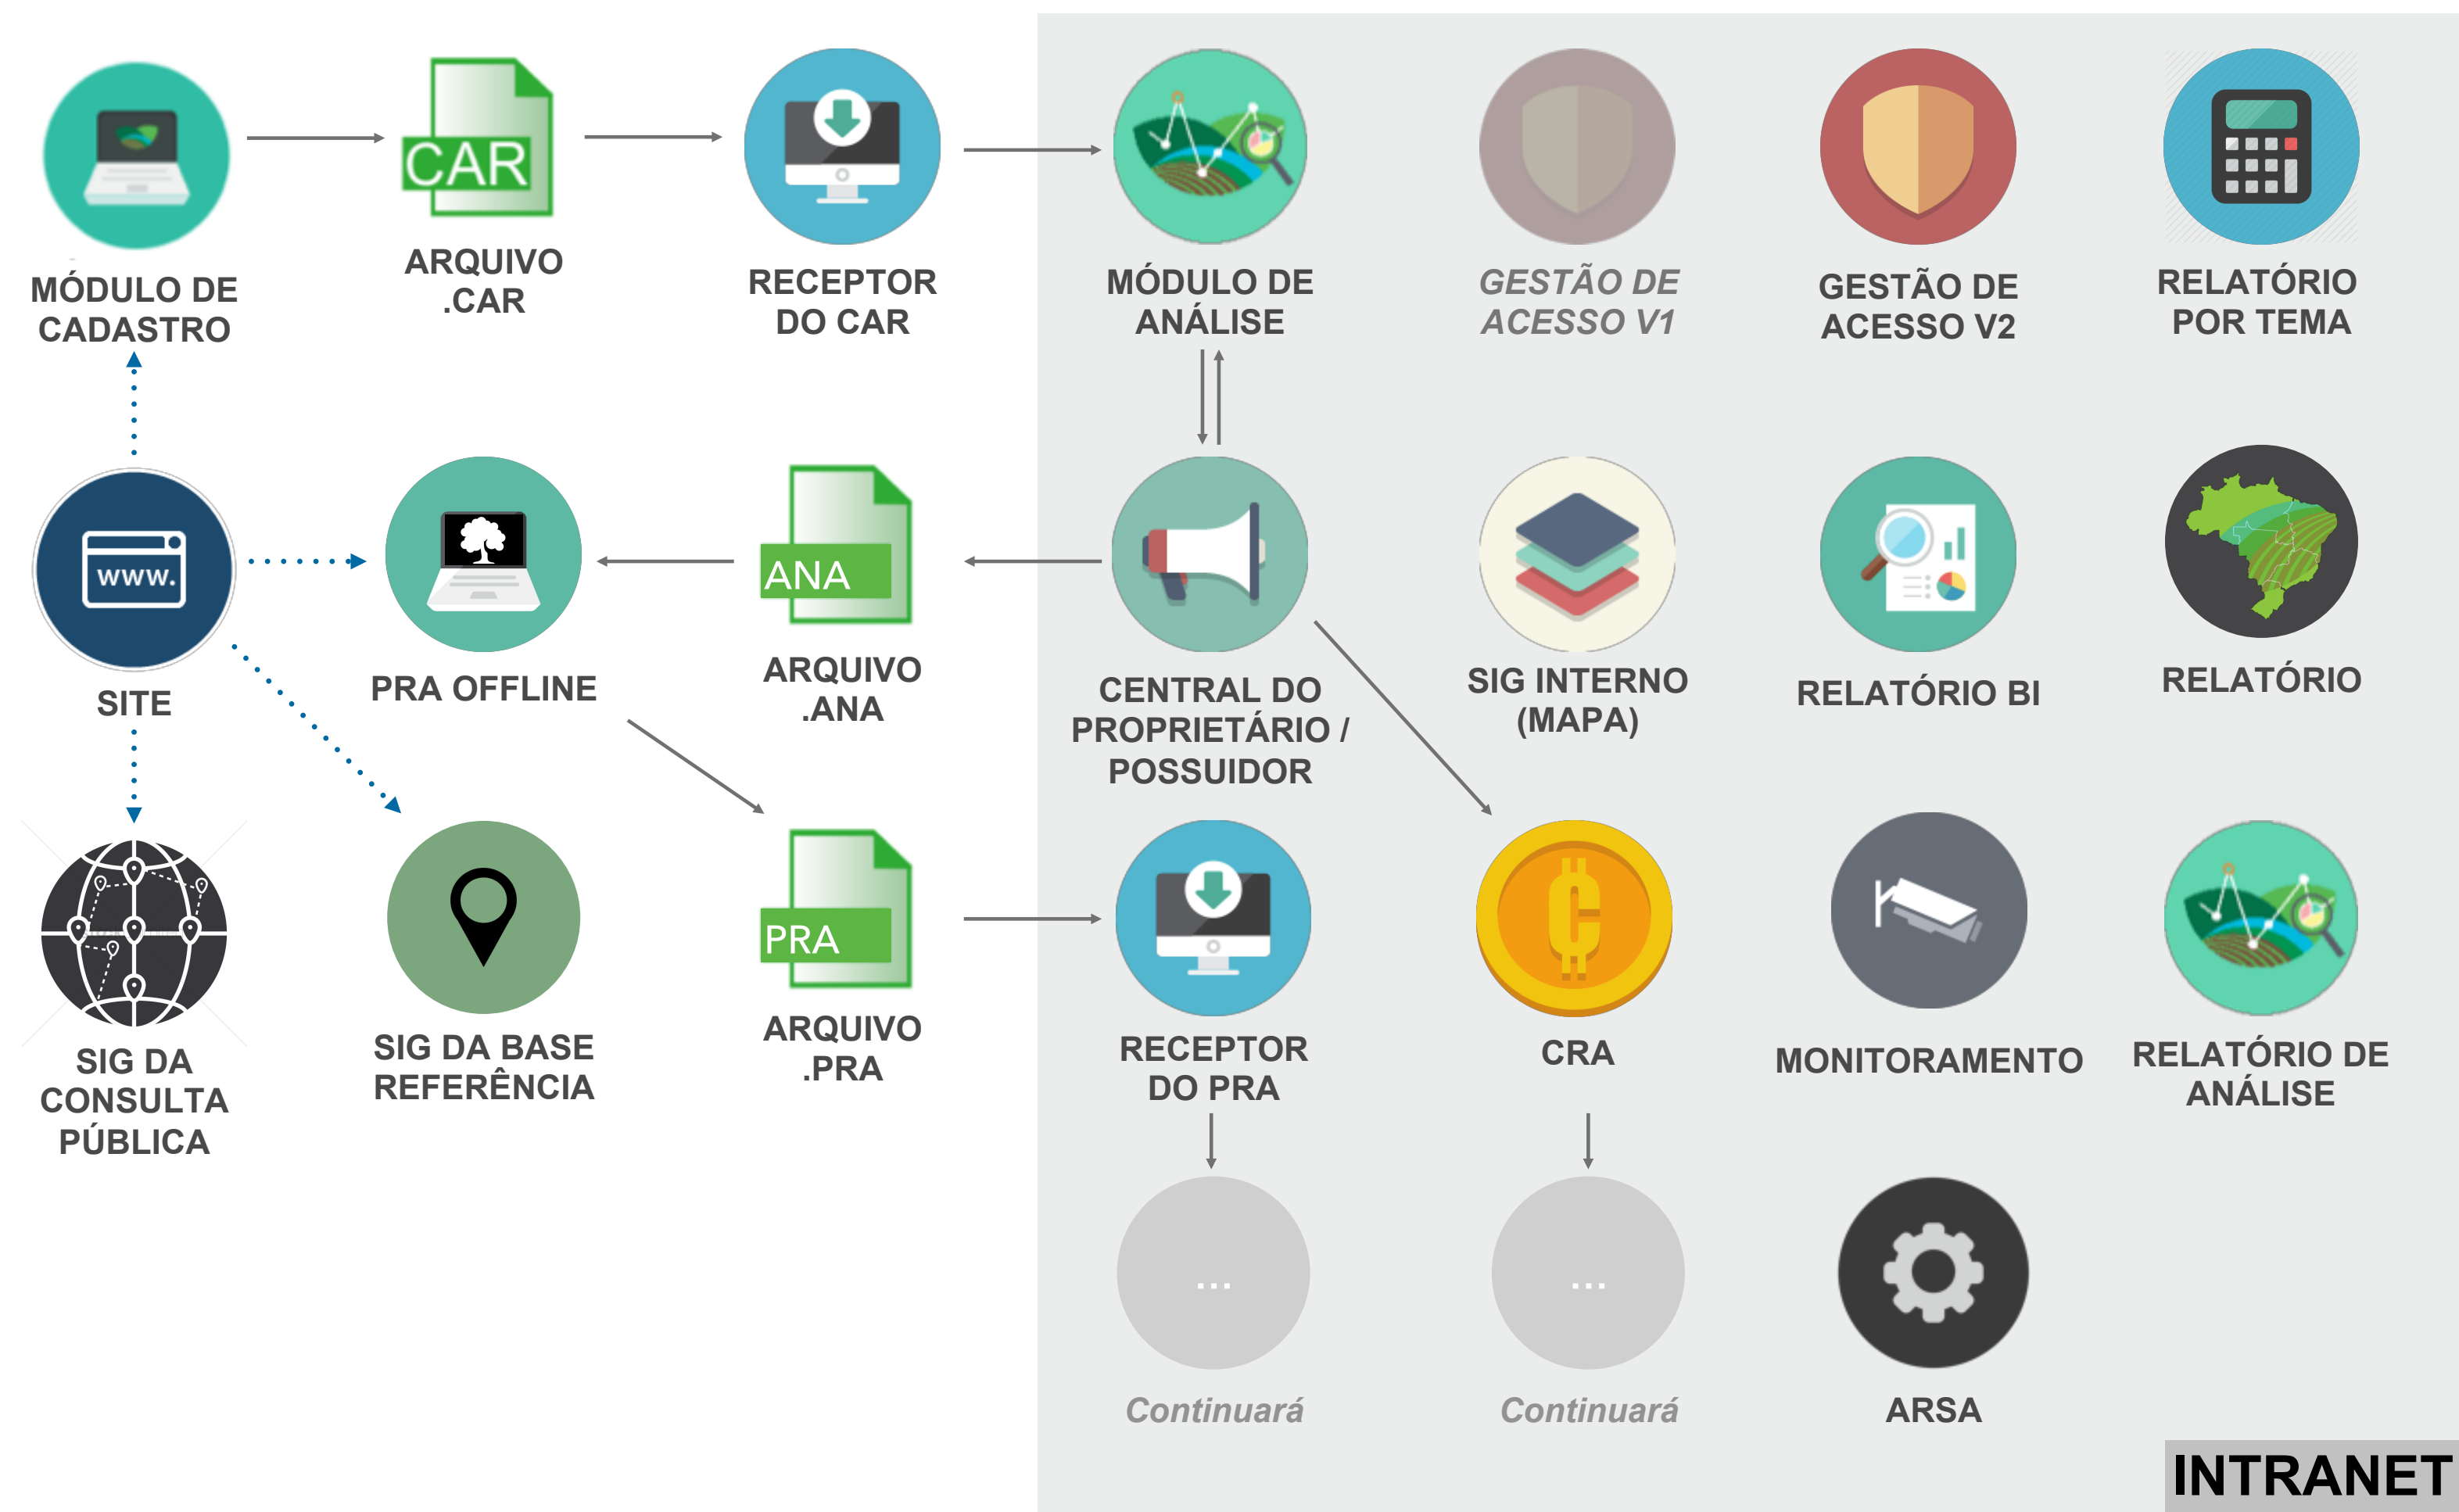 CAR
MÓDULO DE
CADASTRO
ARQUIVO
.CAR
RECEPTOR
DO CAR
MÓDULO DE
ANÁLISE
GESTÃO DE
ACESSO V1
GESTÃO DE
ACESSO V2
RELATÓRIO
POR TEMA
www.
ANA
SITE
PRA OFFLINE
ARQUIVO
.ANA
CENTRAL DO
PROPRIETÁRIO /
POSSUIDOR
SIG INTERNO
(MAPA)
RELATÓRIO BI
RELATÓRIO
PRA
SIG DA
CONSULTA
PÚBLICA
SIG DA BASE
REFERÊNCIA
ARQUIVO
.PRA
RECEPTOR
DO PRA
CRA
MONITORAMENTO
RELATÓRIO DE
ANÁLISE
...
...
Continuará
Continuará
ARSA
INTRANET